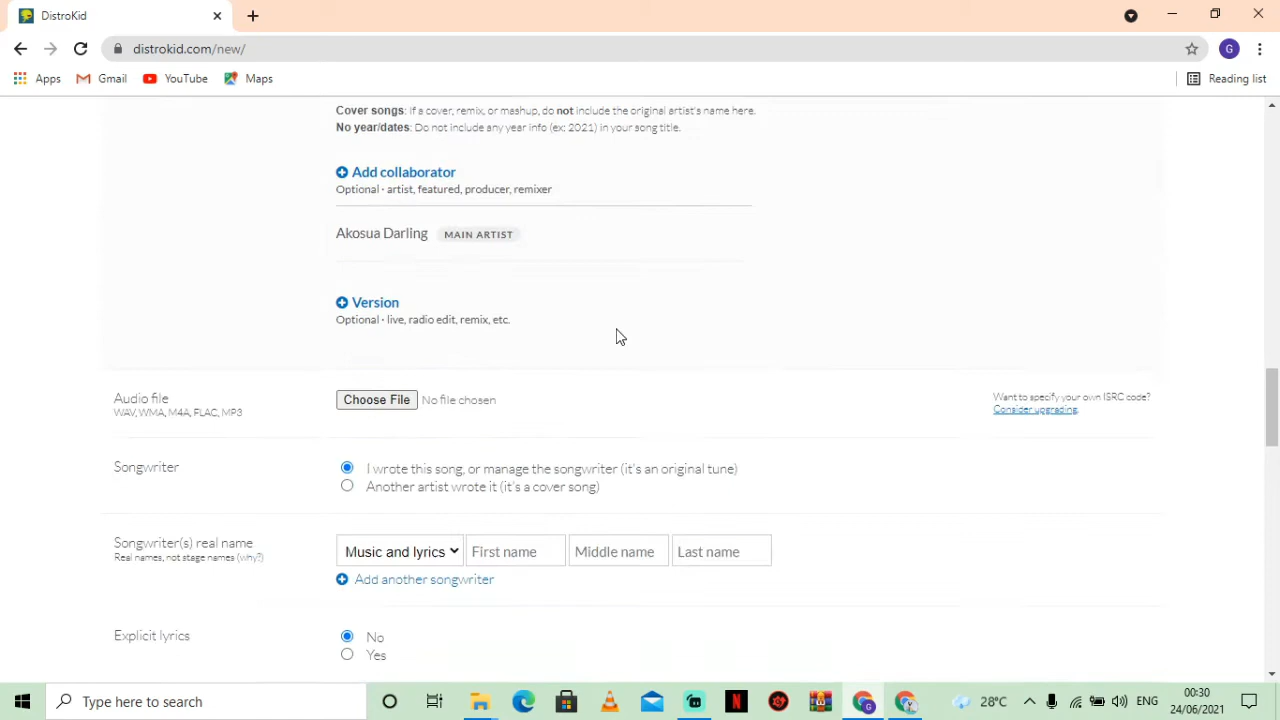 DistroKid
distrokid.com/new/
G
Apps
Gmail
YouTube
Maps
Reading list
Cover songs: If a cover, remix, or mashup, do not include the original artist's name here.
No year/dates: Do not include any year info (ex: 2021) in your song title.
Add collaborator
Optional • artist, featured, producer, remixer
Akosua Darling MAIN ARTIST
Version
Optional • live, radio edit, remix, etc.
Audio file
WAV, WMA, M4A, FLAC, MP3
Choose File No file chosen
Want to specify your own ISRC code?
Consider upgrading.
Songwriter
I wrote this song, or manage the songwriter (it's an original tune)
Another artist wrote it (it's a cover song)
Songwriter(s) real name
Real names, not stage names (why?)
Music and lyrics First name Middle name Last name
Add another songwriter
Explicit lyrics
No
Yes
Type here to search
N
G
28°C
ENG
00:30
24/06/2021